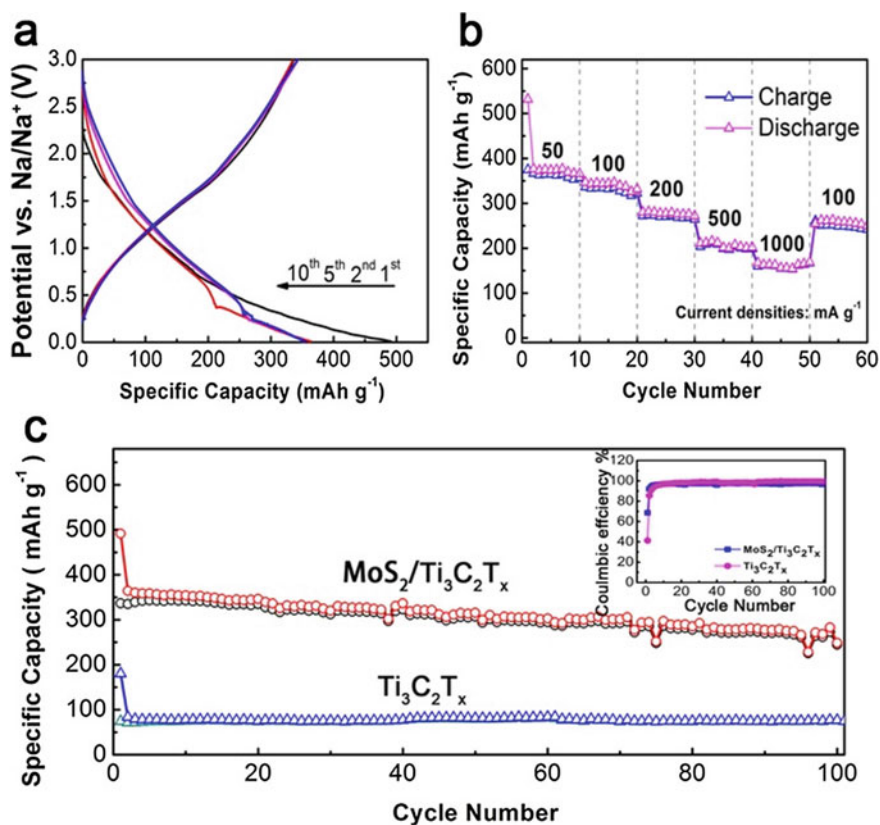 a
3.0
2.5
2.0
1.5
1.0
0.5
0.0
Potential vs. Na/Na⁺ (V)
10ᵗʰ 5ᵗʰ 2ⁿᵈ 1ˢᵗ
0 100 200 300 400 500
Specific Capacity (mAh g⁻¹)
b
600
500
400
300
200
100
0
Specific Capacity (mAh g⁻¹)
Charge
Discharge
50
100
200
500
1000
100
Current densities: mA g⁻¹
0 10 20 30 40 50 60
Cycle Number
c
600
500
400
300
200
100
0
Specific Capacity ( mAh g⁻¹)
MoS₂/Ti₃C₂Tₓ
Ti₃C₂Tₓ
0 20 40 60 80 100
Cycle Number
120
100
80
60
40
20
0
Coulmbic effciency %
MoS₂/Ti₃C₂Tₓ
Ti₃C₂Tₓ
0 20 40 60 80 100
Cycle Number